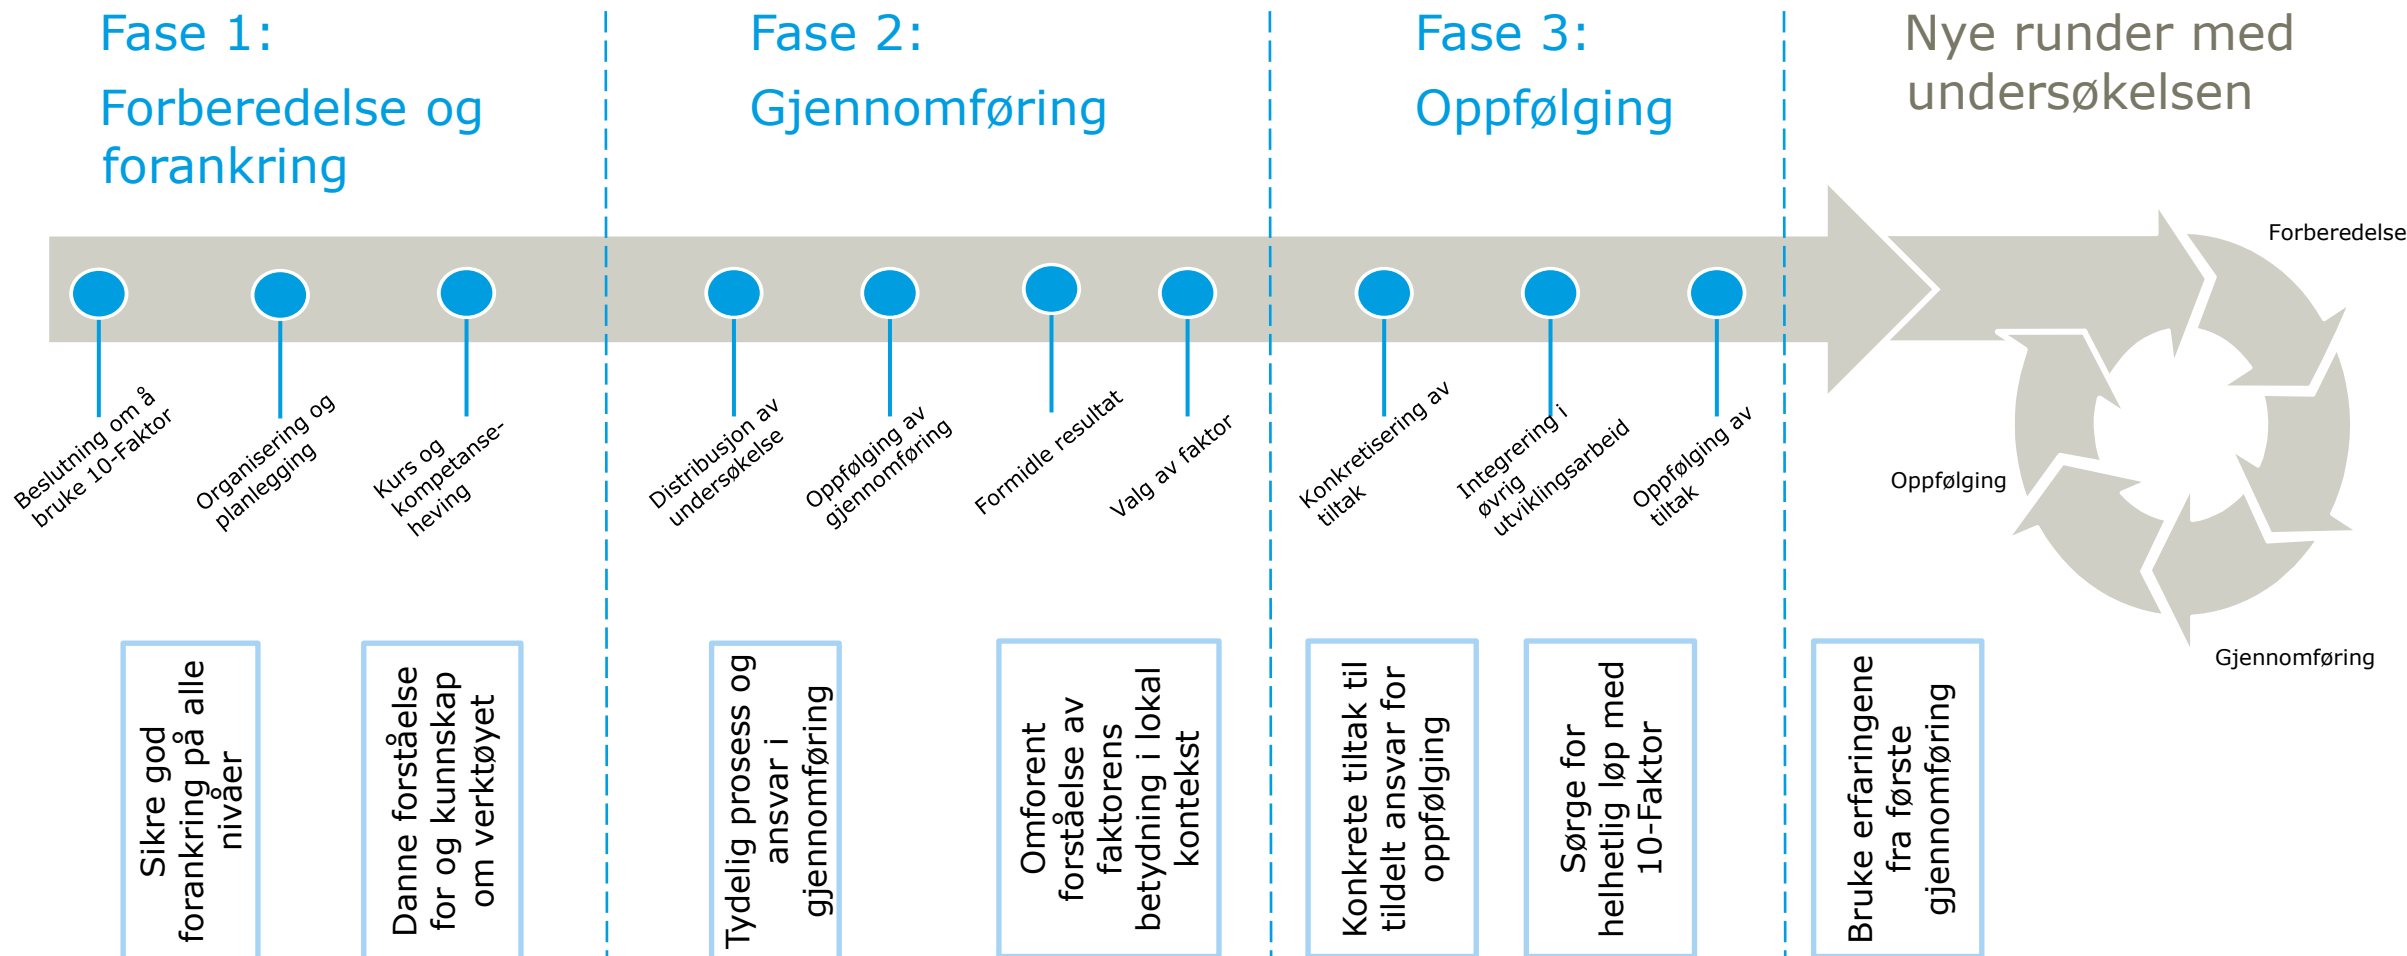 Fase 1:
Forberedelse og
forankring
Fase 2:
Gjennomføring
Fase 3:
Oppfølging
Nye runder med
undersøkelsen
Beslutning om å
bruke 10-Faktor
Organisering og
planlegging
Kurs og
kompetanse-
heving
Distribusjon av
undersøkelse
Oppfølging av
gjennomføring
Formidle resultat
Valg av faktor
Konkretisering av
tiltak
Integrering i
øvrig
utviklingsarbeid
Oppfølging av
tiltak
Forberedelse
Oppfølging
Gjennomføring
Sikre god
forankring på alle
nivåer
Danne forståelse
for og kunnskap
om verktøyet
Tydelig prosess og
ansvar i
gjennomføring
Omforent
forståelse av
faktorens
betydning i lokal
kontekst
Konkrete tiltak til
tildelt ansvar for
oppfølging
Sørge for
helhetlig løp med
10-Faktor
Bruke erfaringene
fra første
gjennomføring